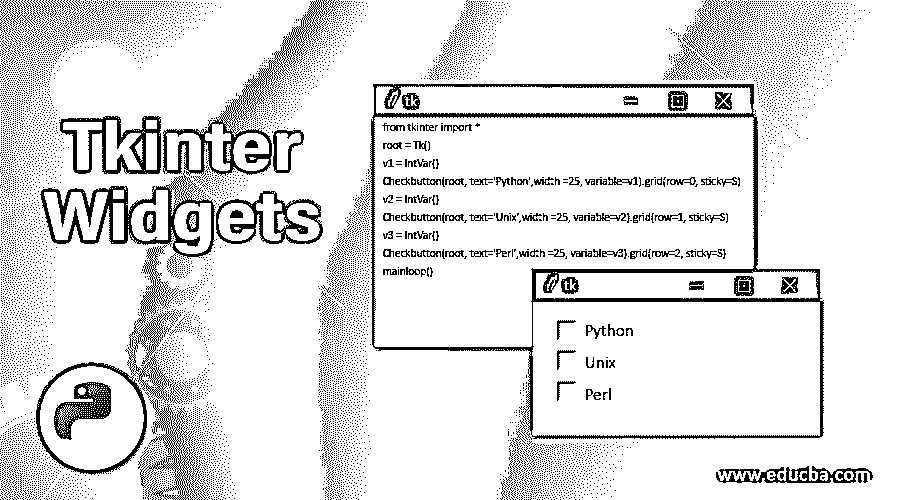 Tkinter
Widgets
tk
from tkinter import *
root = Tk()
v1 = IntVar()
Checkbutton(root, text='Python',width =25, variable=v1).grid(row=0, sticky=S)
v2 = IntVar()
Checkbutton(root, text='Unix',width =25, variable=v2).grid(row=1, sticky=S)
v3 = IntVar()
Checkbutton(root, text='Perl',width =25, variable=v3).grid(row=2, sticky=S)
mainloop()
tk
Python
Unix
Perl
www.educba.com